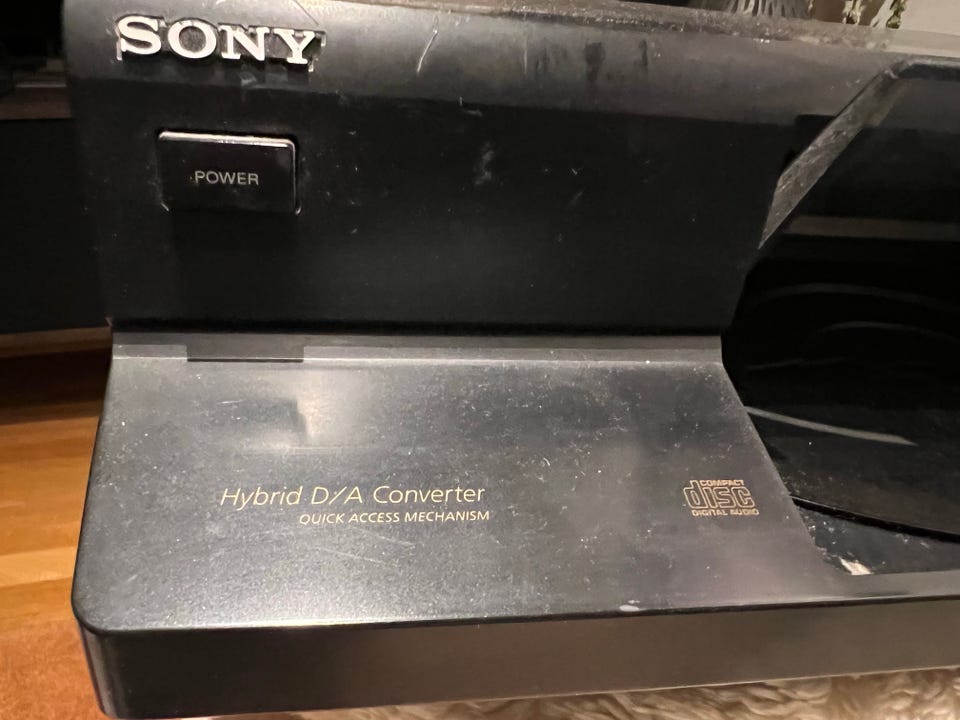 SONY
POWER
Hybrid D/A Converter
QUICK ACCESS MECHANISM
COMPACT
disc
DIGITAL AUDIO